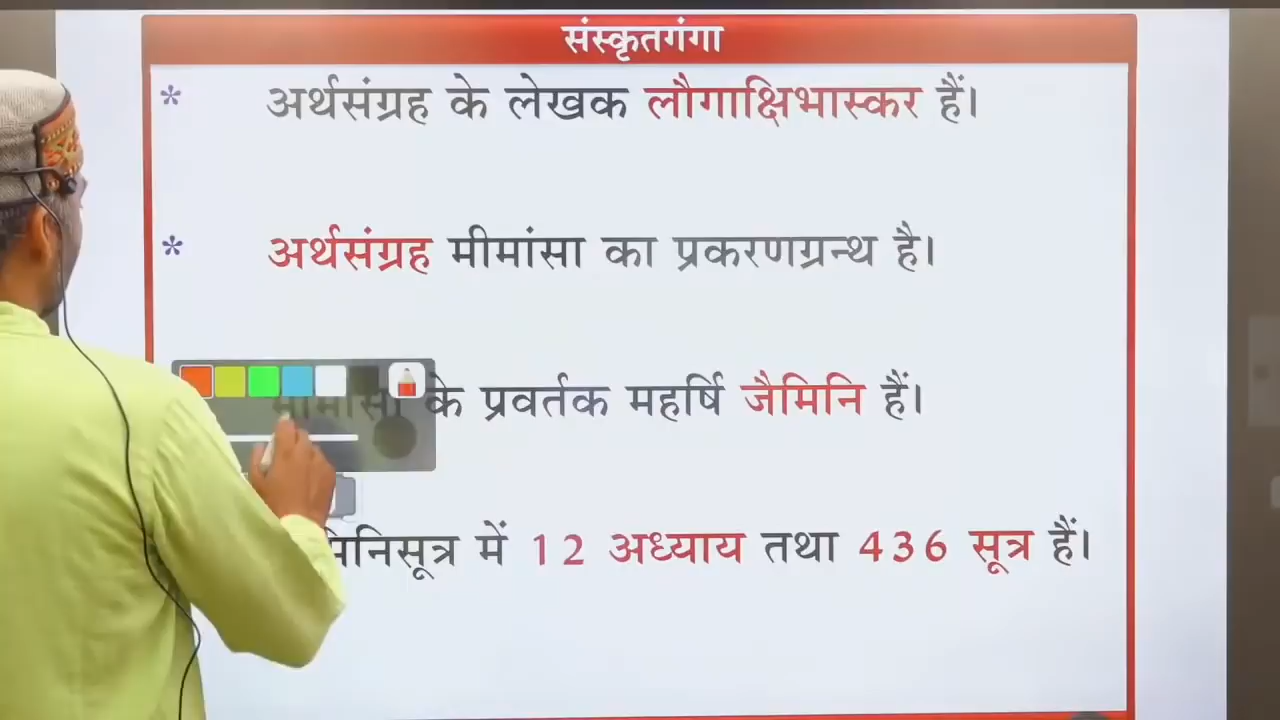 संस्कृतगंगा
* अर्थसंग्रह के लेखक लौगाक्षिभास्कर हैं।
* अर्थसंग्रह मीमांसा का प्रकरणग्रन्थ है।
मीमांसा के प्रवर्तक महर्षि जैमिनि हैं।
मिनिसूत्र में 12 अध्याय तथा 436 सूत्र हैं।